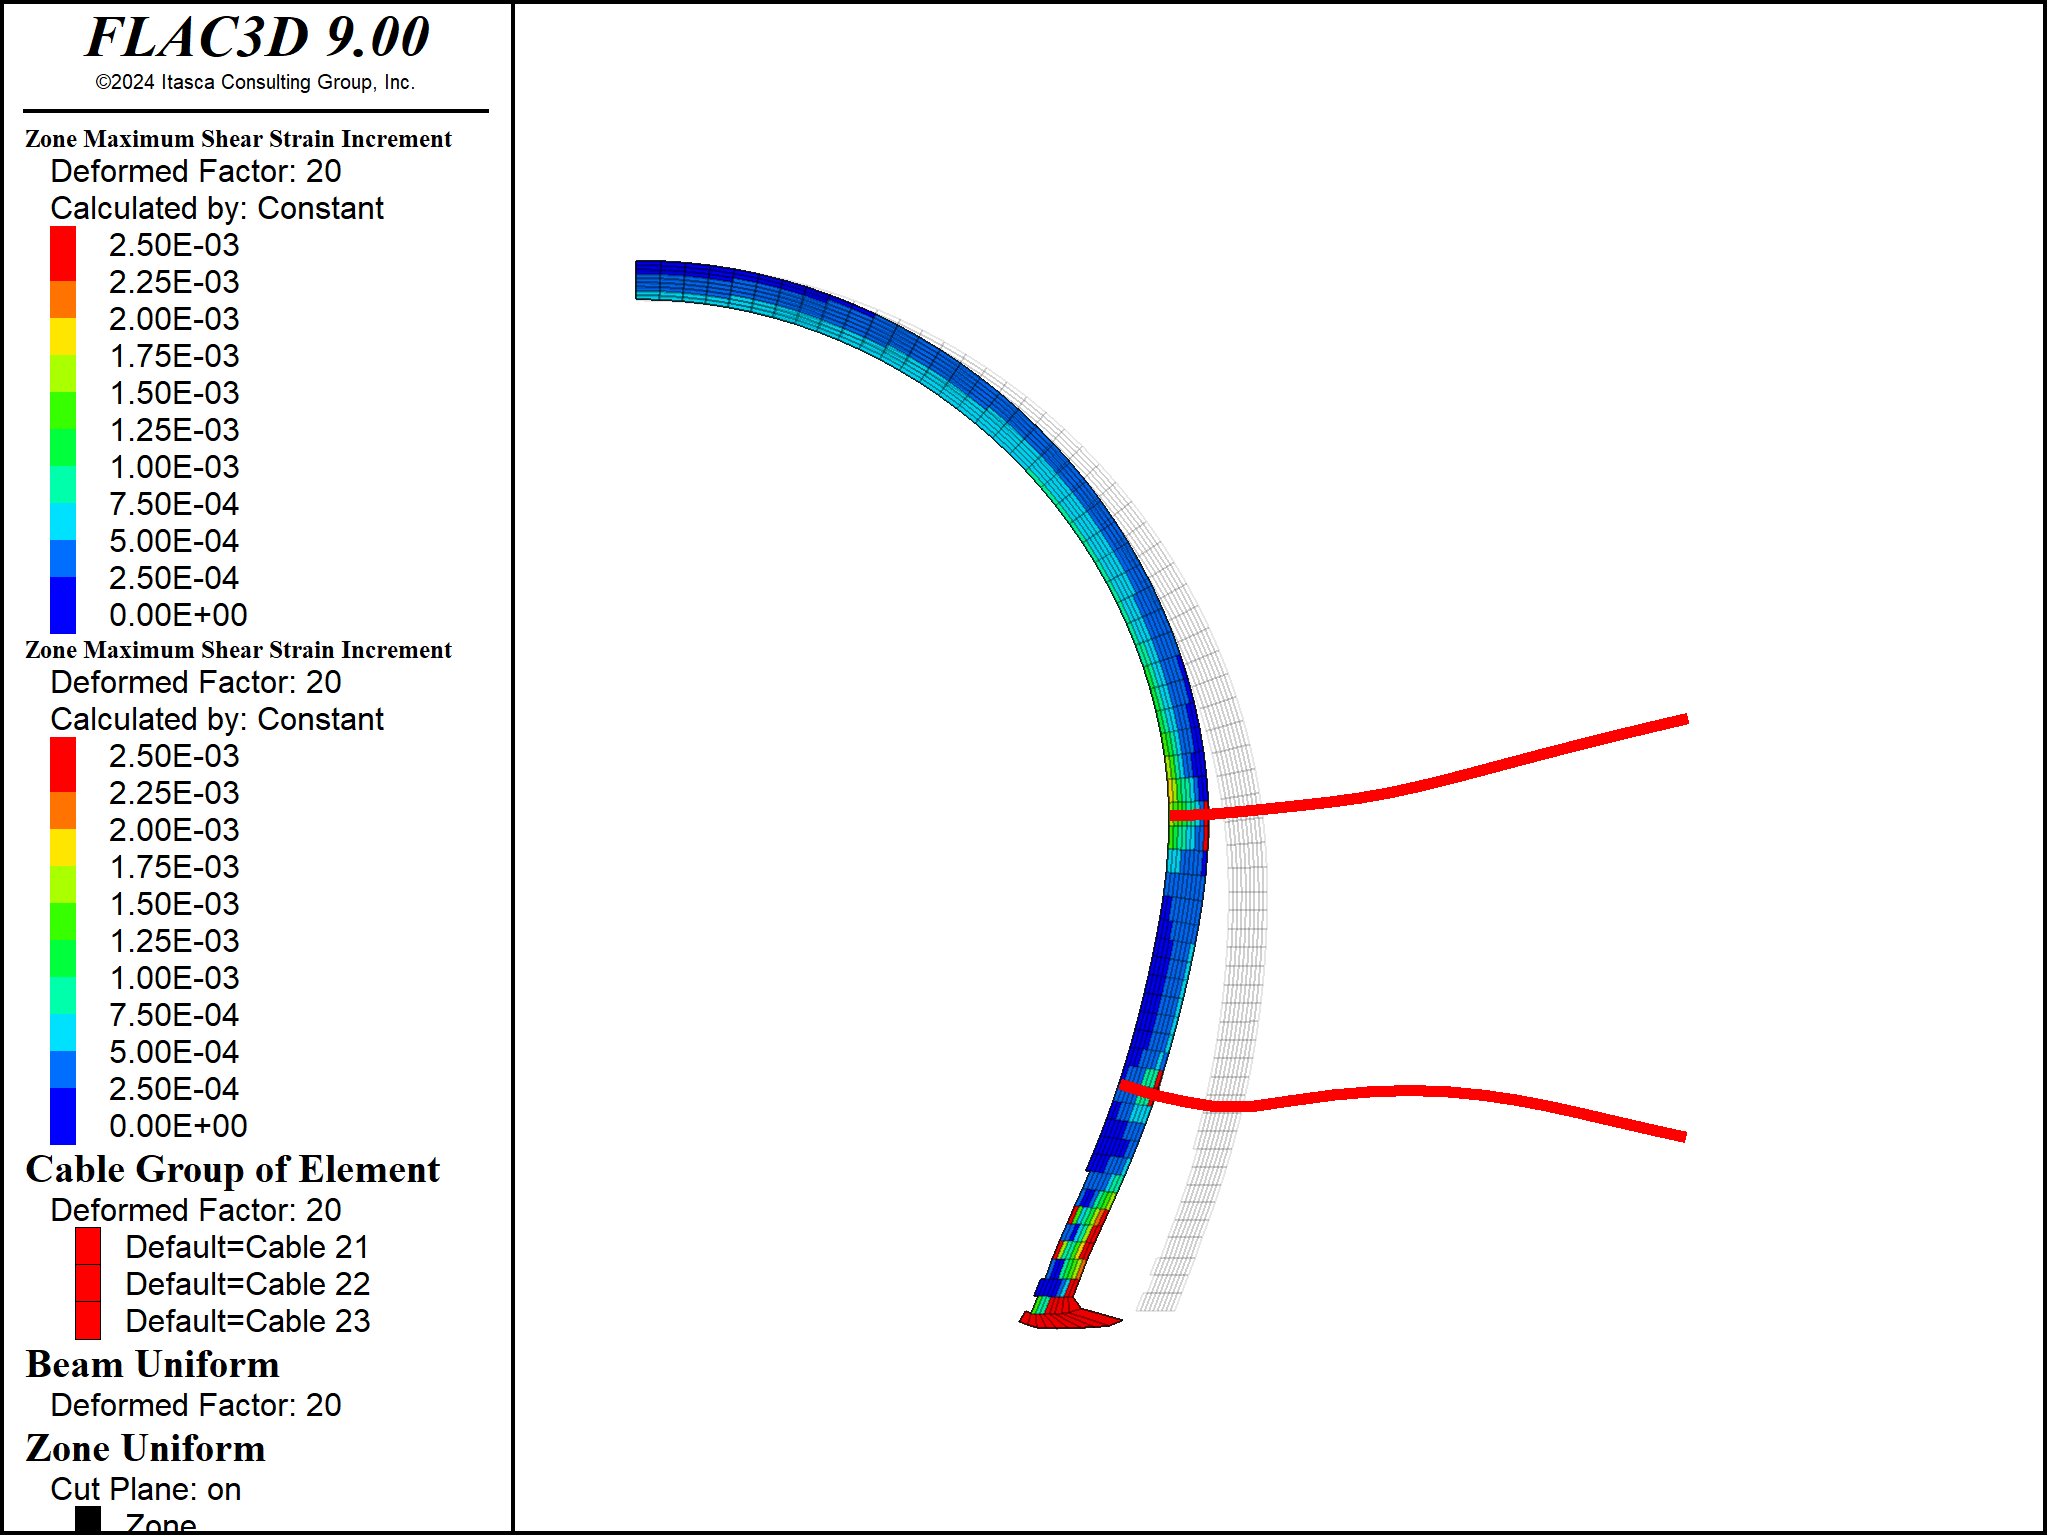 FLAC3D 9.00
©2024 Itasca Consulting Group, Inc.
Zone Maximum Shear Strain Increment
Deformed Factor: 20
Calculated by: Constant
2.50E-03
2.25E-03
2.00E-03
1.75E-03
1.50E-03
1.25E-03
1.00E-03
7.50E-04
5.00E-04
2.50E-04
0.00E+00
Zone Maximum Shear Strain Increment
Deformed Factor: 20
Calculated by: Constant
2.50E-03
2.25E-03
2.00E-03
1.75E-03
1.50E-03
1.25E-03
1.00E-03
7.50E-04
5.00E-04
2.50E-04
0.00E+00
Cable Group of Element
Deformed Factor: 20
Default=Cable 21
Default=Cable 22
Default=Cable 23
Beam Uniform
Deformed Factor: 20
Zone Uniform
Cut Plane: on
Zone